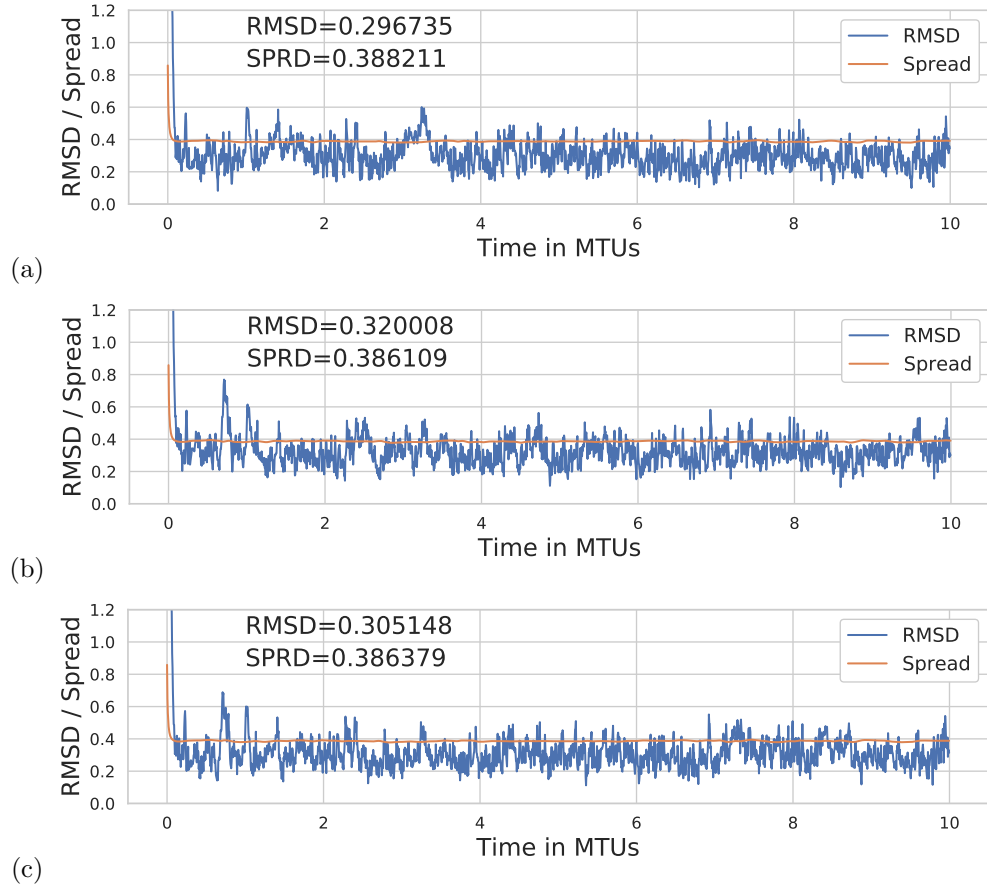 RMSD=0.296735
SPRD=0.388211
RMSD
Spread
RMSD / Spread
1.2
1.0
0.8
0.6
0.4
0.2
0.0
0 2 4 6 8 10
Time in MTUs
(a)
RMSD=0.320008
SPRD=0.386109
RMSD
Spread
RMSD / Spread
1.2
1.0
0.8
0.6
0.4
0.2
0.0
0 2 4 6 8 10
Time in MTUs
(b)
RMSD=0.305148
SPRD=0.386379
RMSD
Spread
RMSD / Spread
1.2
1.0
0.8
0.6
0.4
0.2
0.0
0 2 4 6 8 10
Time in MTUs
(c)